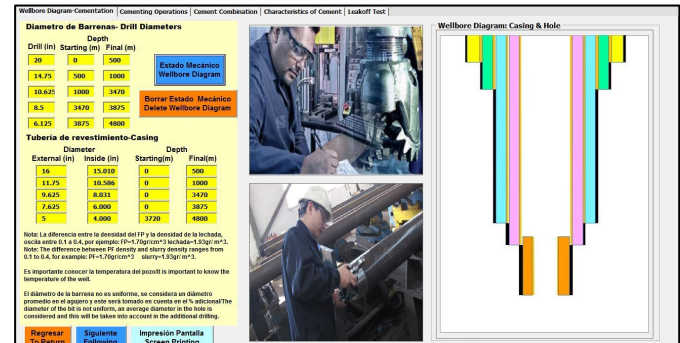 Wellbore Diagram-Cementation Cementing Operations Cement Combination Characteristics of Cement Leakoff Test
Diametro de Barrenas- Drill Diameters
Depth
Drill (in) Starting (m) Final (m)
20 0 500
14.75 500 1000
10.625 1000 3470
8.5 3470 3875
6.125 3875 4800
Estado Mecánico
Wellbore Diagram
Borrar Estado Mecánico
Delete Wellbore Diagram
Tubería de revestimiento-Casing
Diameter Depth
External (in) Inside (in) Starting(m) Final(m)
16 15.010 0 500
11.75 10.586 0 1000
9.625 8.031 0 3470
7.625 6.000 0 3875
5 4.000 3720 4800
Nota: La diferencia entre la densidad del FP y la densidad de la lechada,
oscila entre 0.1 a 0.4, por ejemplo: FP=1.70gr/cm^3 lechada=1.93gr/ m^3.
Note: The difference between PF density and slurry density ranges from
0.1 to 0.4, for example: PF=1.70gr/cm^3 slurry=1.93gr/ m^3.
Es importante conocer la temperatura del pozo/it is important to know the
temperature of the well.
El diámetro de la barrena no es uniforme, se considera un diámetro
promedio en el agujero y este será tomado en cuenta en el % adicional/The
diameter of the bit is not uniform, an average diameter in the hole is
considered and this will be taken into account in the additional drilling.
Regresar
To Return
Siguiente
Following
Impresión Pantalla
Screen Printing
Wellbore Diagram: Casing & Hole